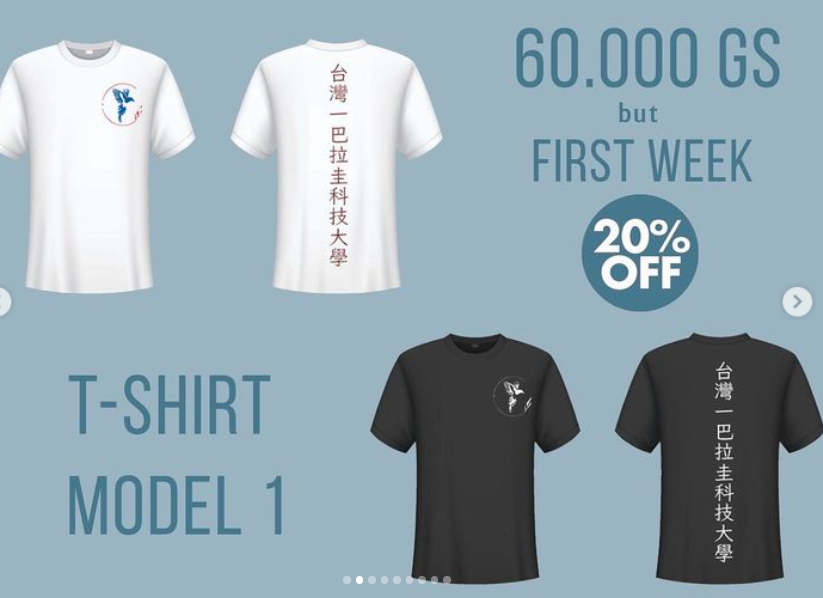 台灣一巴拉圭科技大學
60.000 GS
but
FIRST WEEK
20%
OFF
T-SHIRT
MODEL 1
台灣一巴拉圭科技大學